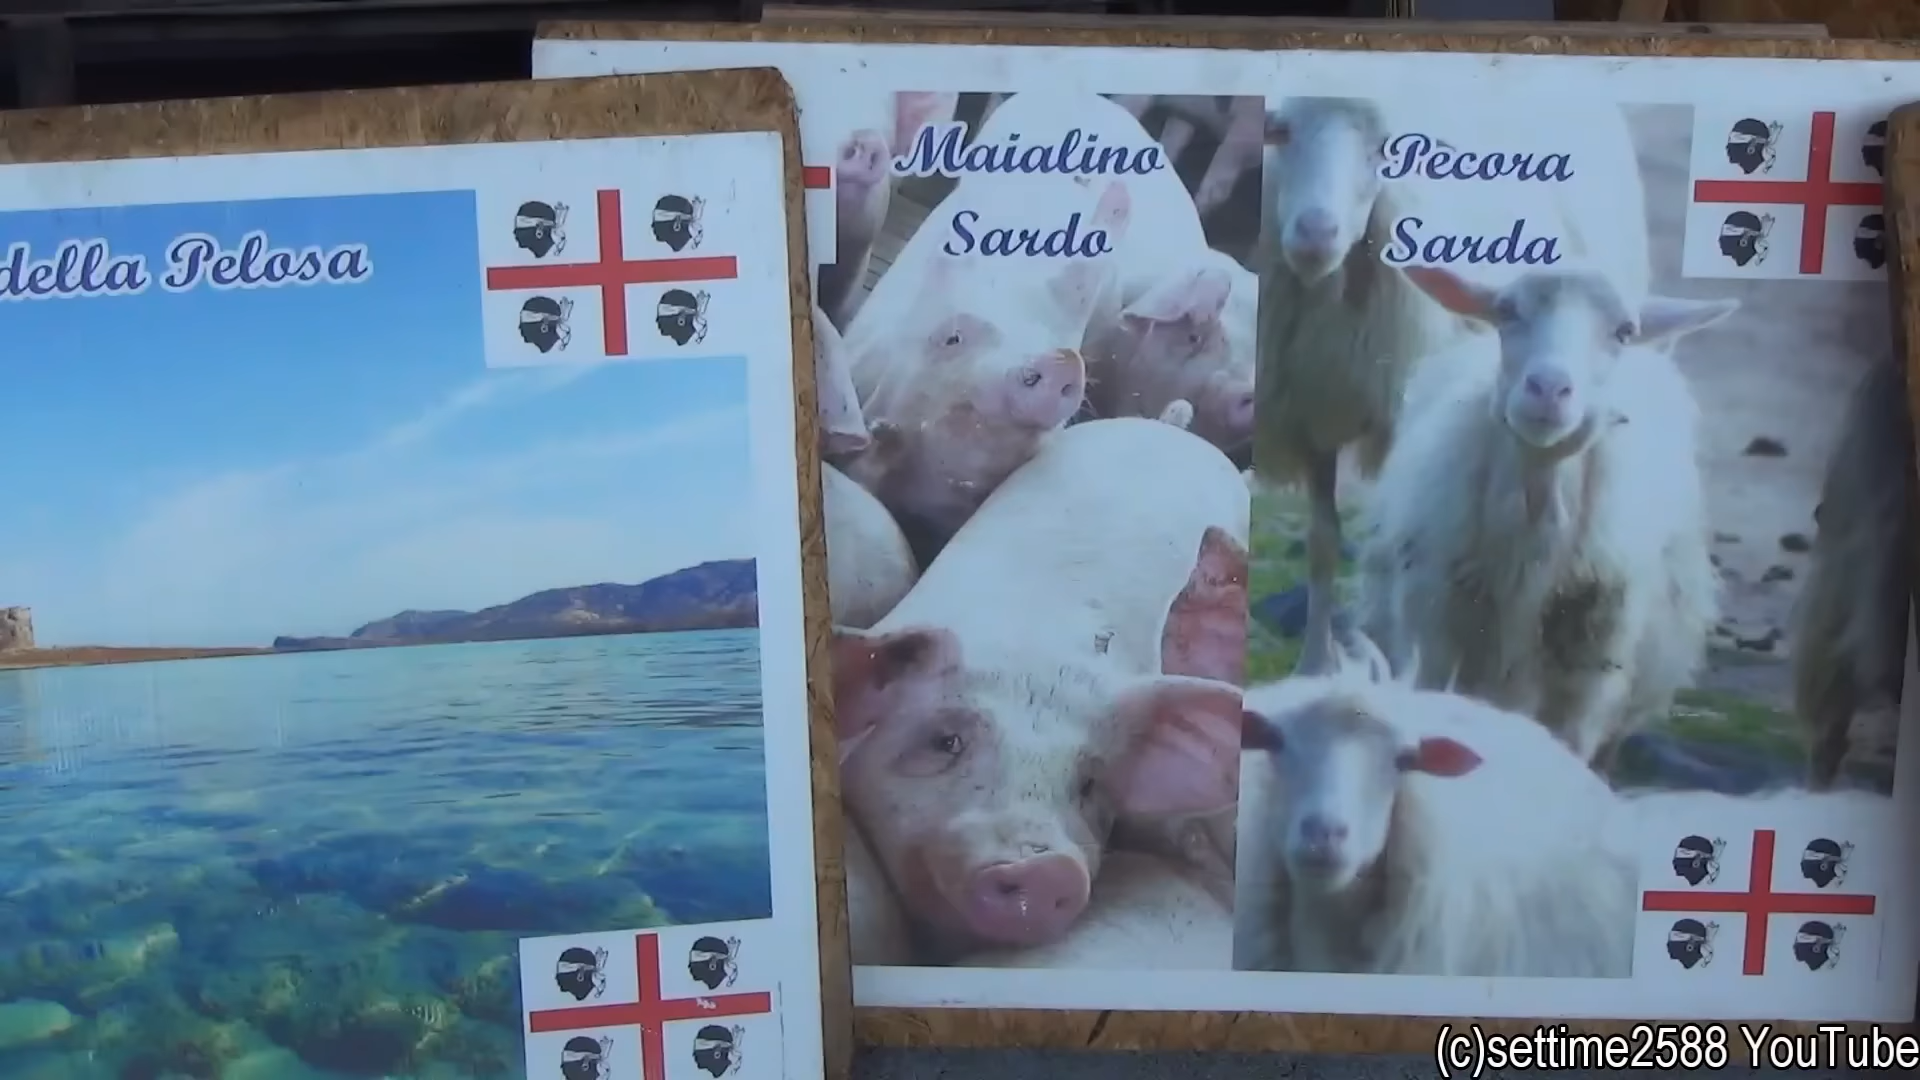 della Pelosa
Maialino
Sardo
Pecora
Sarda
(c)settime2588 YouTube